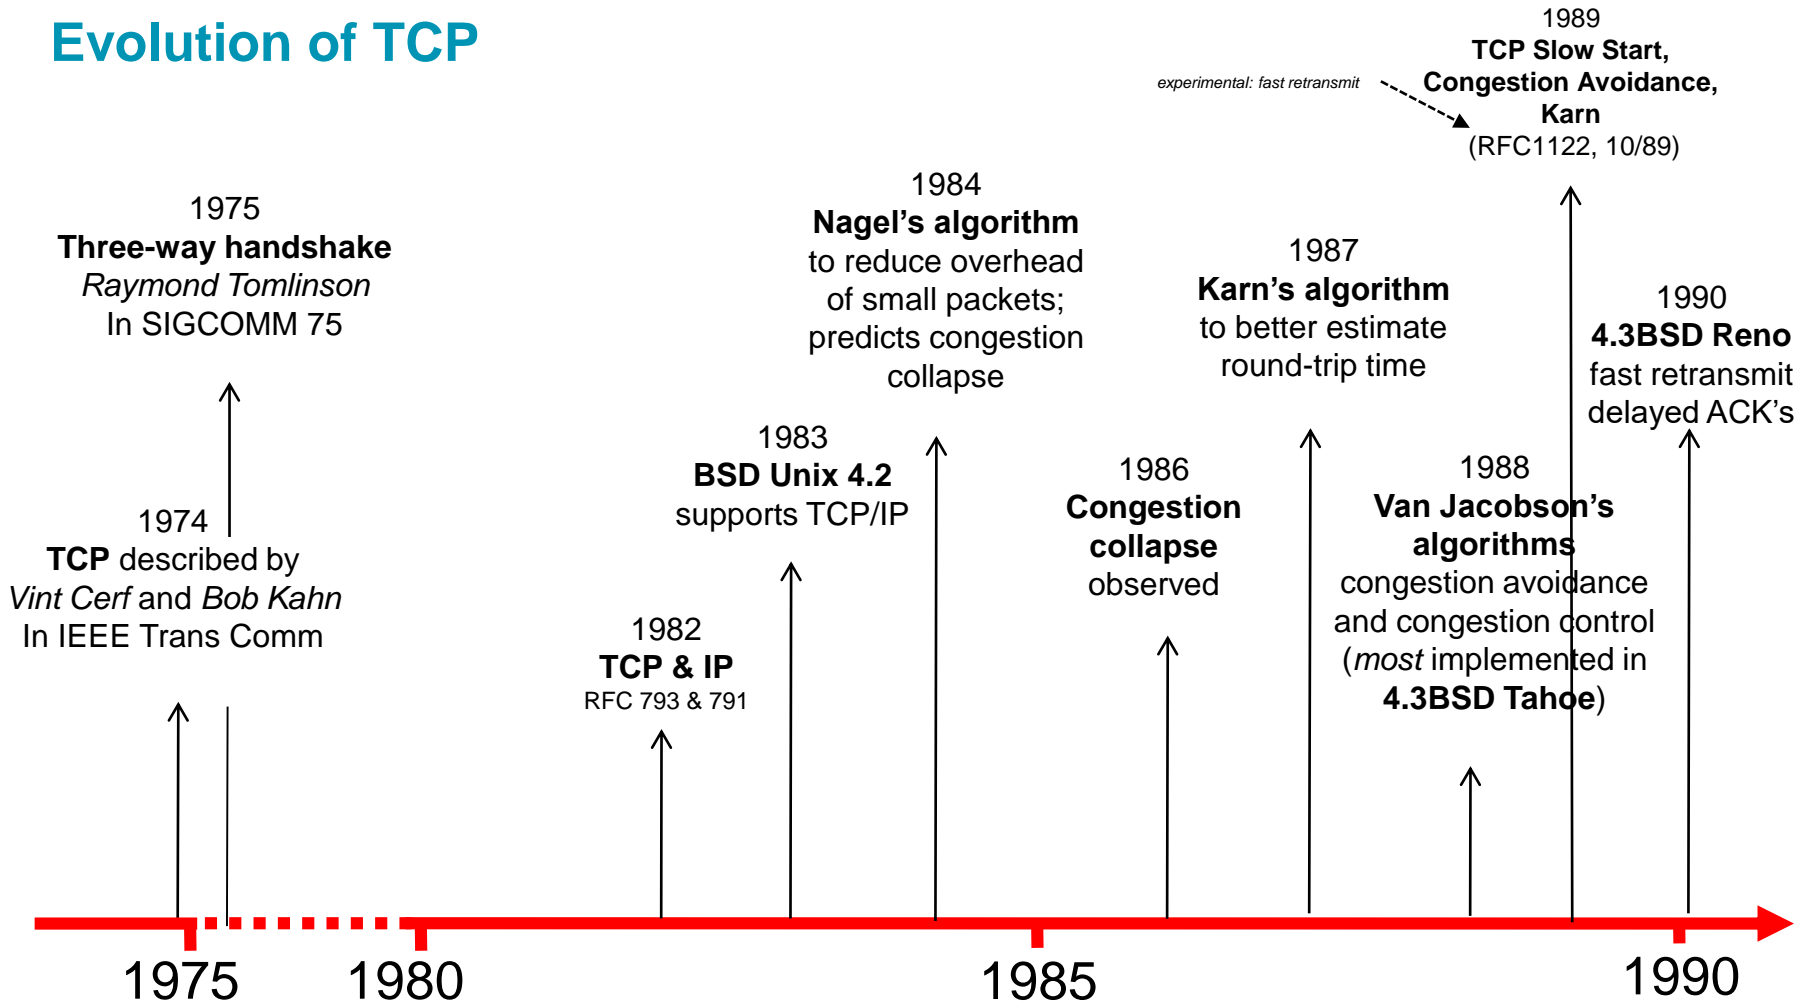 Evolution of TCP
1974
TCP described by
Vint Cerf and Bob Kahn
In IEEE Trans Comm
1975
Three-way handshake
Raymond Tomlinson
In SIGCOMM 75
1982
TCP & IP
RFC 793 & 791
1983
BSD Unix 4.2
supports TCP/IP
1984
Nagel’s algorithm
to reduce overhead
of small packets;
predicts congestion
collapse
1986
Congestion
collapse
observed
1987
Karn’s algorithm
to better estimate
round-trip time
1988
Van Jacobson’s
algorithms
congestion avoidance
and congestion control
(most implemented in
4.3BSD Tahoe)
experimental: fast retransmit
1989
TCP Slow Start,
Congestion Avoidance,
Karn
(RFC1122, 10/89)
1990
4.3BSD Reno
fast retransmit
delayed ACK’s
1975
1980
1985
1990